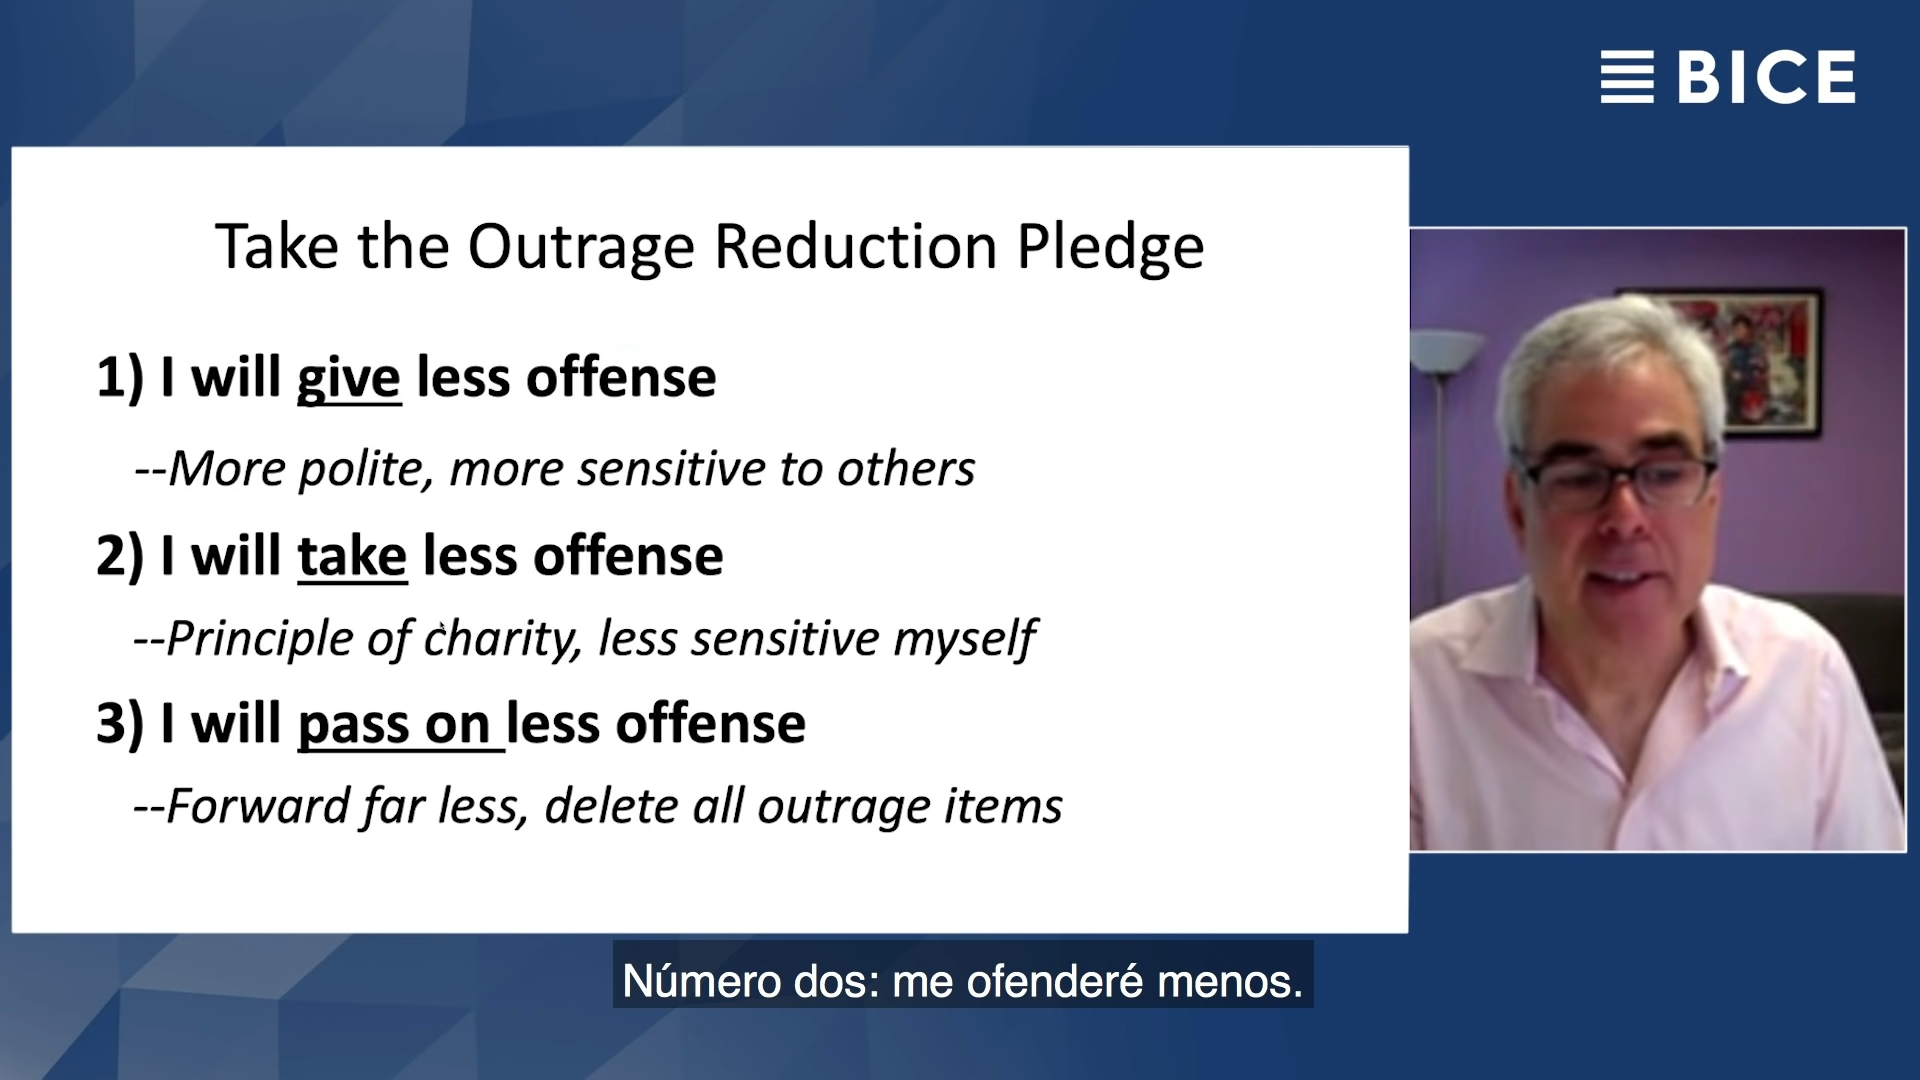 BICE
Take the Outrage Reduction Pledge
1) I will give less offense
--More polite, more sensitive to others
2) I will take less offense
--Principle of charity, less sensitive myself
3) I will pass on less offense
--Forward far less, delete all outrage items
Número dos: me ofenderé menos.